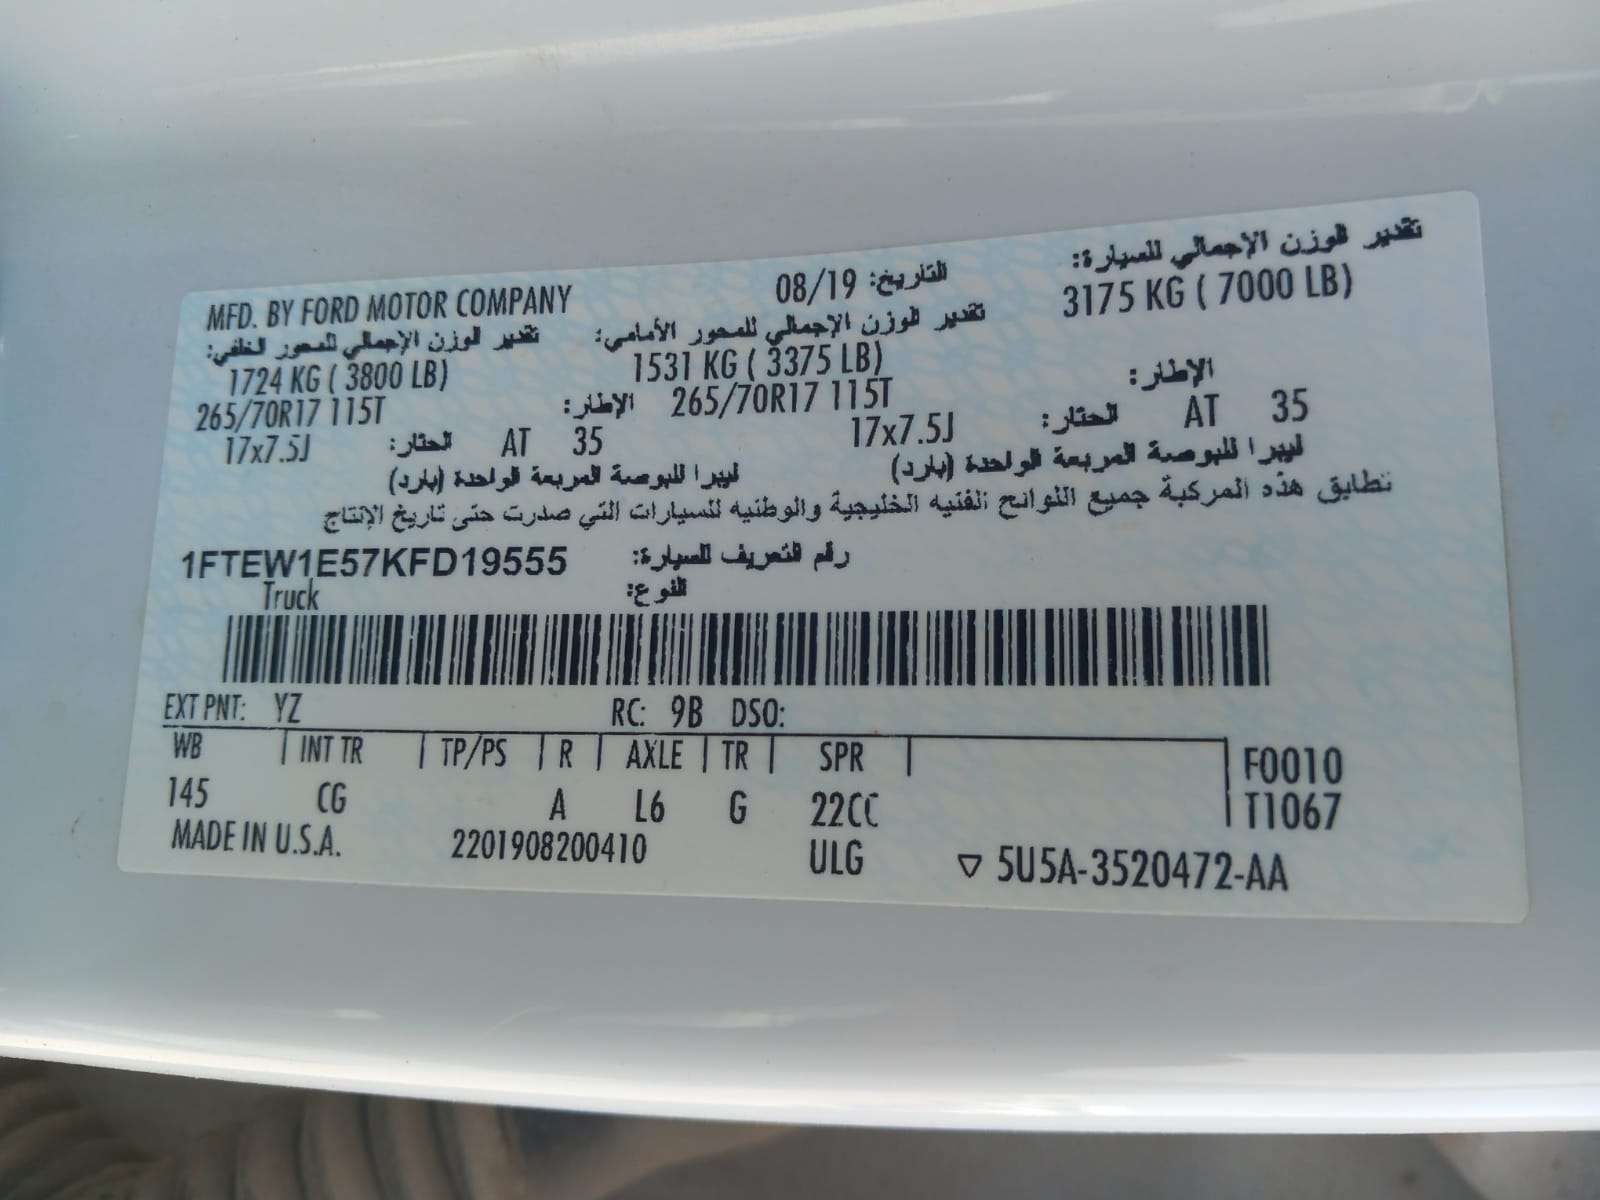 MFD. BY FORD MOTOR COMPANY 08/19 التاريخ: تقدير الوزن الإجمالي للسيارة:
3175 KG ( 7000 LB)
تقدير الوزن الإجمالي للمحور الخلفي: تقدير الوزن الإجمالي للمحور الأمامي:
1724 KG ( 3800 LB) 1531 KG ( 3375 LB)
265/70R17 115T الإطار: 265/70R17 115T الإطار:
17x7.5J الحتار: AT 35 17x7.5J الحتار: AT 35
ليبرا للبوصة المربعة الواحدة (بارد) ليبرا للبوصة المربعة الواحدة (بارد)
تطابق هذه المركبة جميع اللوائح الفنيه الخليجية والوطنيه للسيارات التي صدرت حتى تاريخ الإنتاج
1FTEW1E57KFD19555 رقم التعريف للسيارة:
Truck النوع:
EXT PNT: YZ RC: 9B DSO:
WB INT TR TP/PS R AXLE TR SPR F0010
145 CG A L6 G 22CC T1067
MADE IN U.S.A. 2201908200410 ULG ▽ 5U5A-3520472-AA